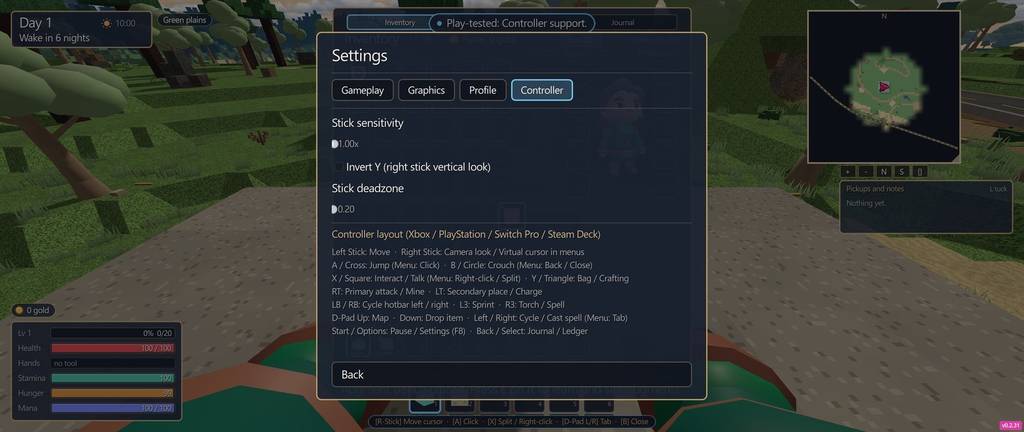 Day 1
10:00
Wake in 6 nights
Green plains
Inventory
Play-tested: Controller support.
Journal
N
Settings
Gameplay
Graphics
Profile
Controller
Stick sensitivity
1.00x
Invert Y (right stick vertical look)
Stick deadzone
0.20
Controller layout (Xbox / PlayStation / Switch Pro / Steam Deck)
Left Stick: Move · Right Stick: Camera look / Virtual cursor in menus
A / Cross: Jump (Menu: Click) · B / Circle: Crouch (Menu: Back / Close)
X / Square: Interact / Talk (Menu: Right-click / Split) · Y / Triangle: Bag / Crafting
RT: Primary attack / Mine · LT: Secondary place / Charge
LB / RB: Cycle hotbar left / right · L3: Sprint · R3: Torch / Spell
D-Pad Up: Map · Down: Drop item · Left / Right: Cycle / Cast spell (Menu: Tab)
Start / Options: Pause / Settings (F8) · Back / Select: Journal / Ledger
Back
+ - N S []
Pickups and notes
Nothing yet.
0 gold
Lv 1 0% 0/20
Health 100 / 100
Hands no tool
Stamina 100
Hunger
Mana 100 / 100
[R-Stick] Move cursor · [A] Click · [X] Split / Right-click · [D-Pad L/R] Tab · [B] Close
v0.2.31